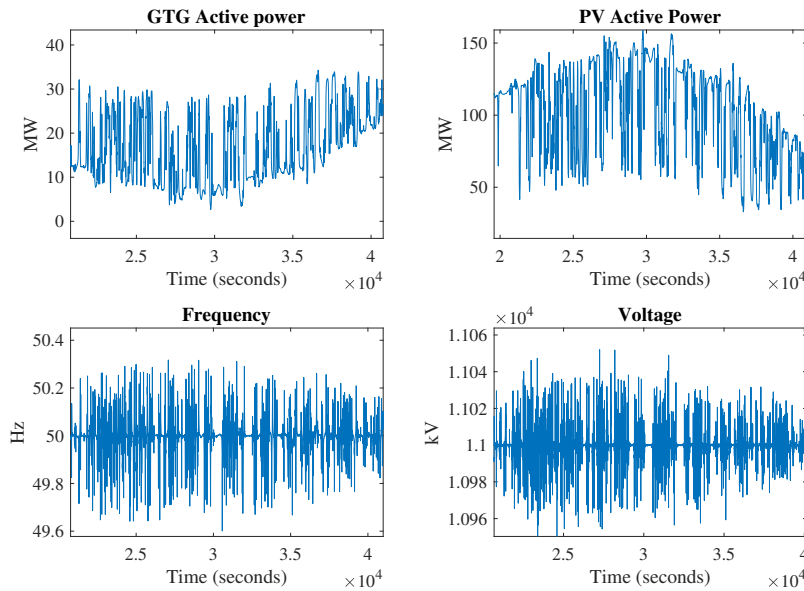 GTG Active power
40
30
20
10
0
MW
2.5 3 3.5 4
Time (seconds)
×10^4
PV Active Power
150
100
50
MW
2 2.5 3 3.5 4
Time (seconds)
×10^4
Frequency
50.4
50.2
50
49.8
49.6
Hz
2.5 3 3.5 4
Time (seconds)
×10^4
Voltage
×10^4
1.106
1.104
1.102
1.1
1.098
1.096
kV
2.5 3 3.5 4
Time (seconds)
×10^4